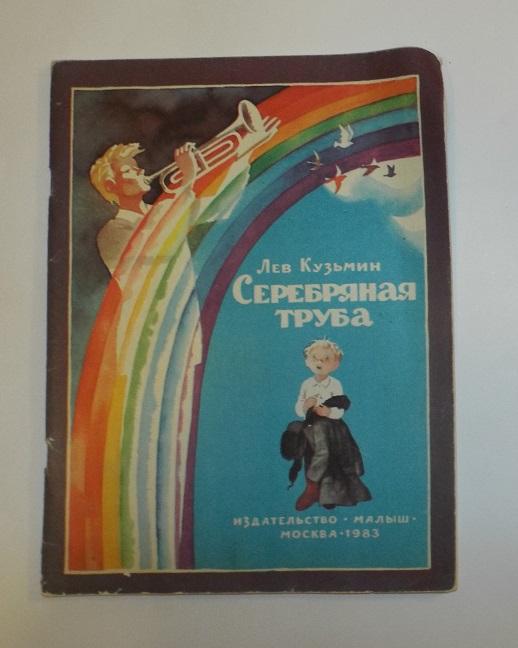 Лев Кузьмин
Серебряная
труба
издательство · малыш ·
москва · 1983